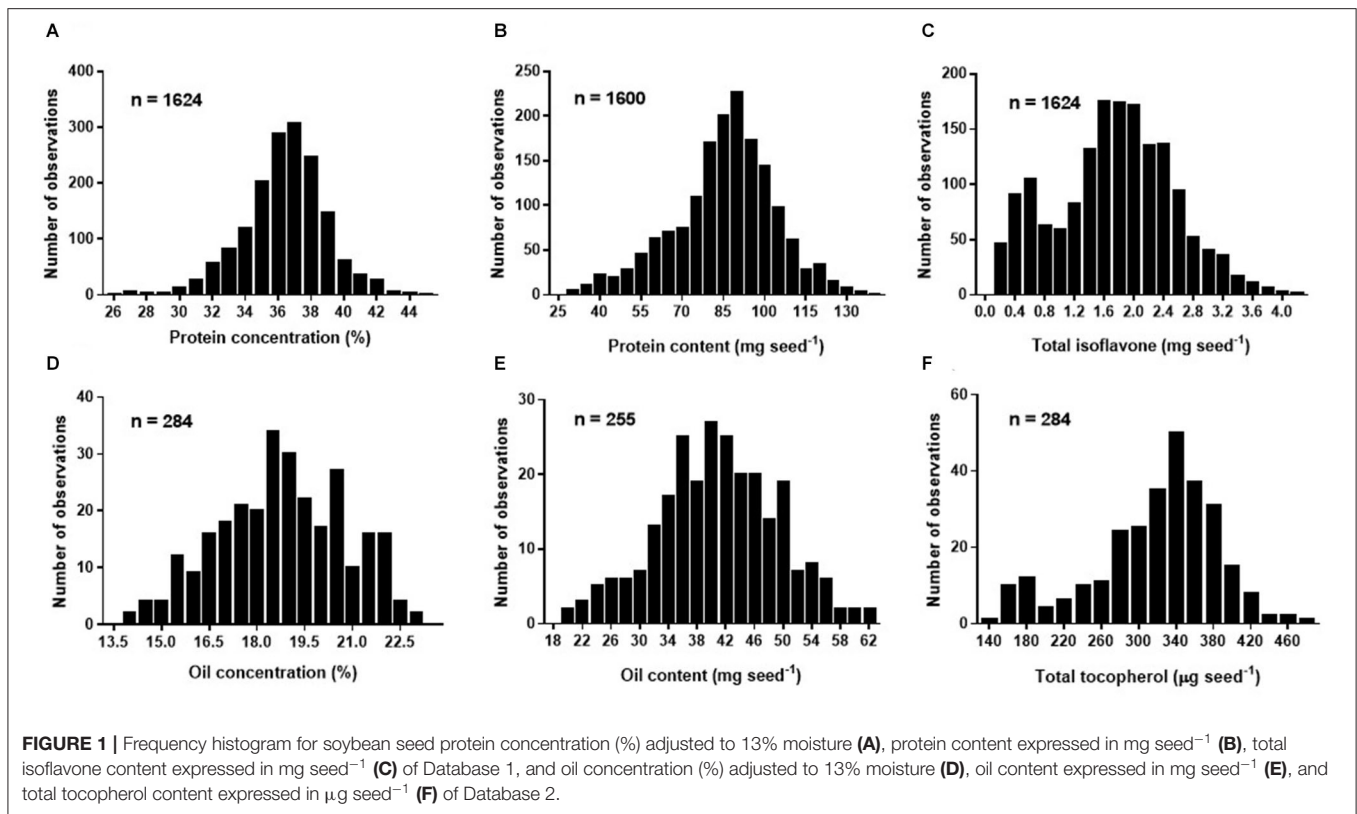 A
Number of observations
400
300
200
100
0
n = 1624
26 28 30 32 34 36 38 40 42 44
Protein concentration (%)
B
Number of observations
250
200
150
100
50
0
n = 1600
25 40 55 70 85 100 115 130
Protein content (mg seed⁻¹)
C
Number of observations
200
150
100
50
0
n = 1624
0.0 0.4 0.8 1.2 1.6 2.0 2.4 2.8 3.2 3.6 4.0
Total isoflavone (mg seed⁻¹)
D
Number of observations
40
30
20
10
0
n = 284
13.5 15.0 16.5 18.0 19.5 21.0 22.5
Oil concentration (%)
E
Number of observations
30
20
10
0
n = 255
18 22 26 30 34 38 42 46 50 54 58 62
Oil content (mg seed⁻¹)
F
Number of observations
60
40
20
0
n = 284
140 180 220 260 300 340 380 420 460
Total tocopherol (µg seed⁻¹)
FIGURE 1 | Frequency histogram for soybean seed protein concentration (%) adjusted to 13% moisture (A), protein content expressed in mg seed⁻¹ (B), total
isoflavone content expressed in mg seed⁻¹ (C) of Database 1, and oil concentration (%) adjusted to 13% moisture (D), oil content expressed in mg seed⁻¹ (E), and
total tocopherol content expressed in µg seed⁻¹ (F) of Database 2.